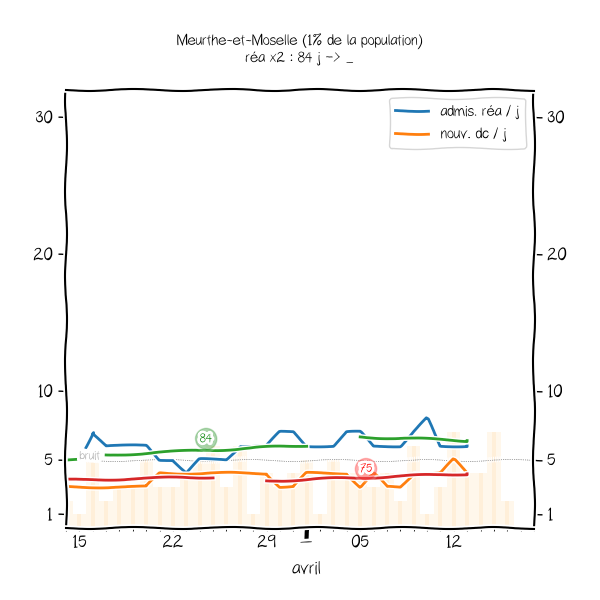 Meurthe-et-Moselle (1% de la population)
réa x2 : 84 j -> _
admis. réa / j
nouv. dc / j
30
30
20
20
10
10
84
bruit
5
5
75
1
1
15
22
29
05
12
avril